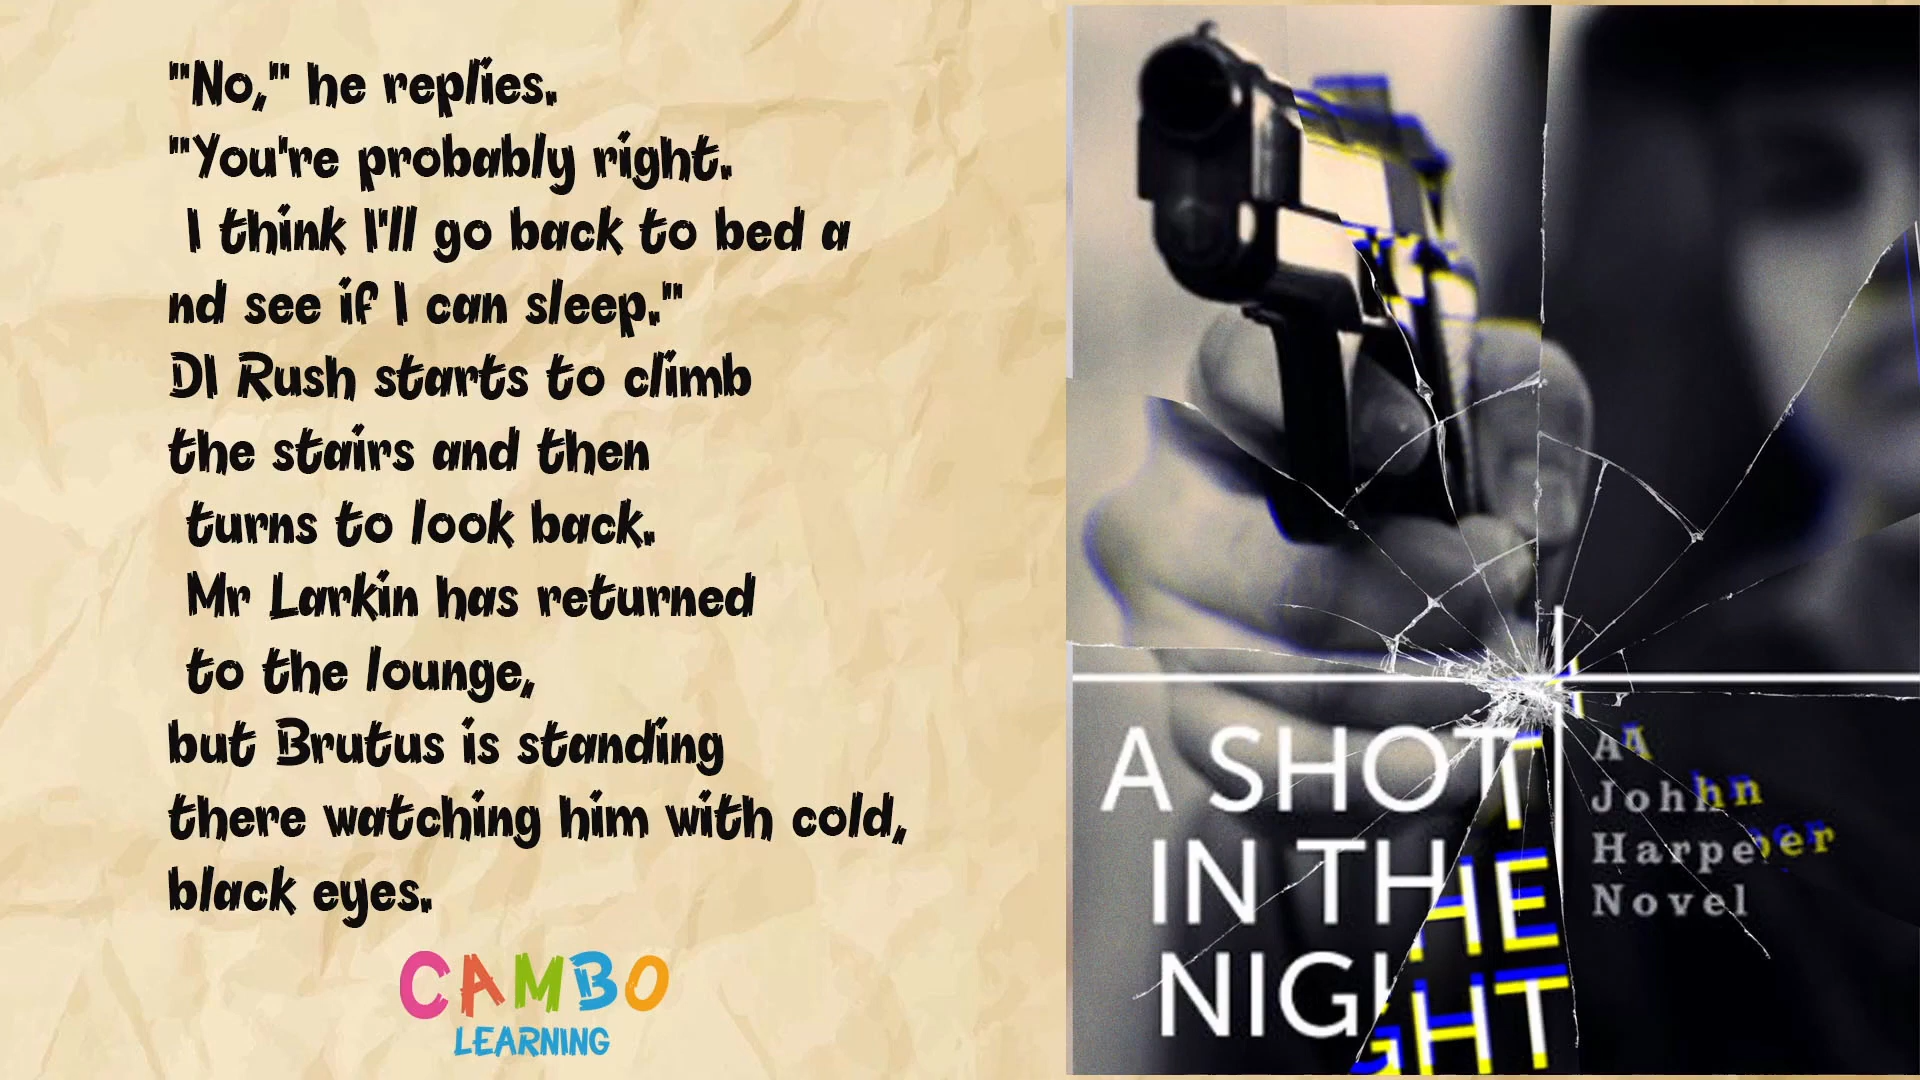 "No," he replies.
"You're probably right.
I think I'll go back to bed a
nd see if I can sleep."
DI Rush starts to climb
the stairs and then
turns to look back.
Mr Larkin has returned
to the lounge,
but Brutus is standing
there watching him with cold,
black eyes.
CAMBO
LEARNING
A SHOT
IN THE
NIGHT
A
John
Harper
Novel